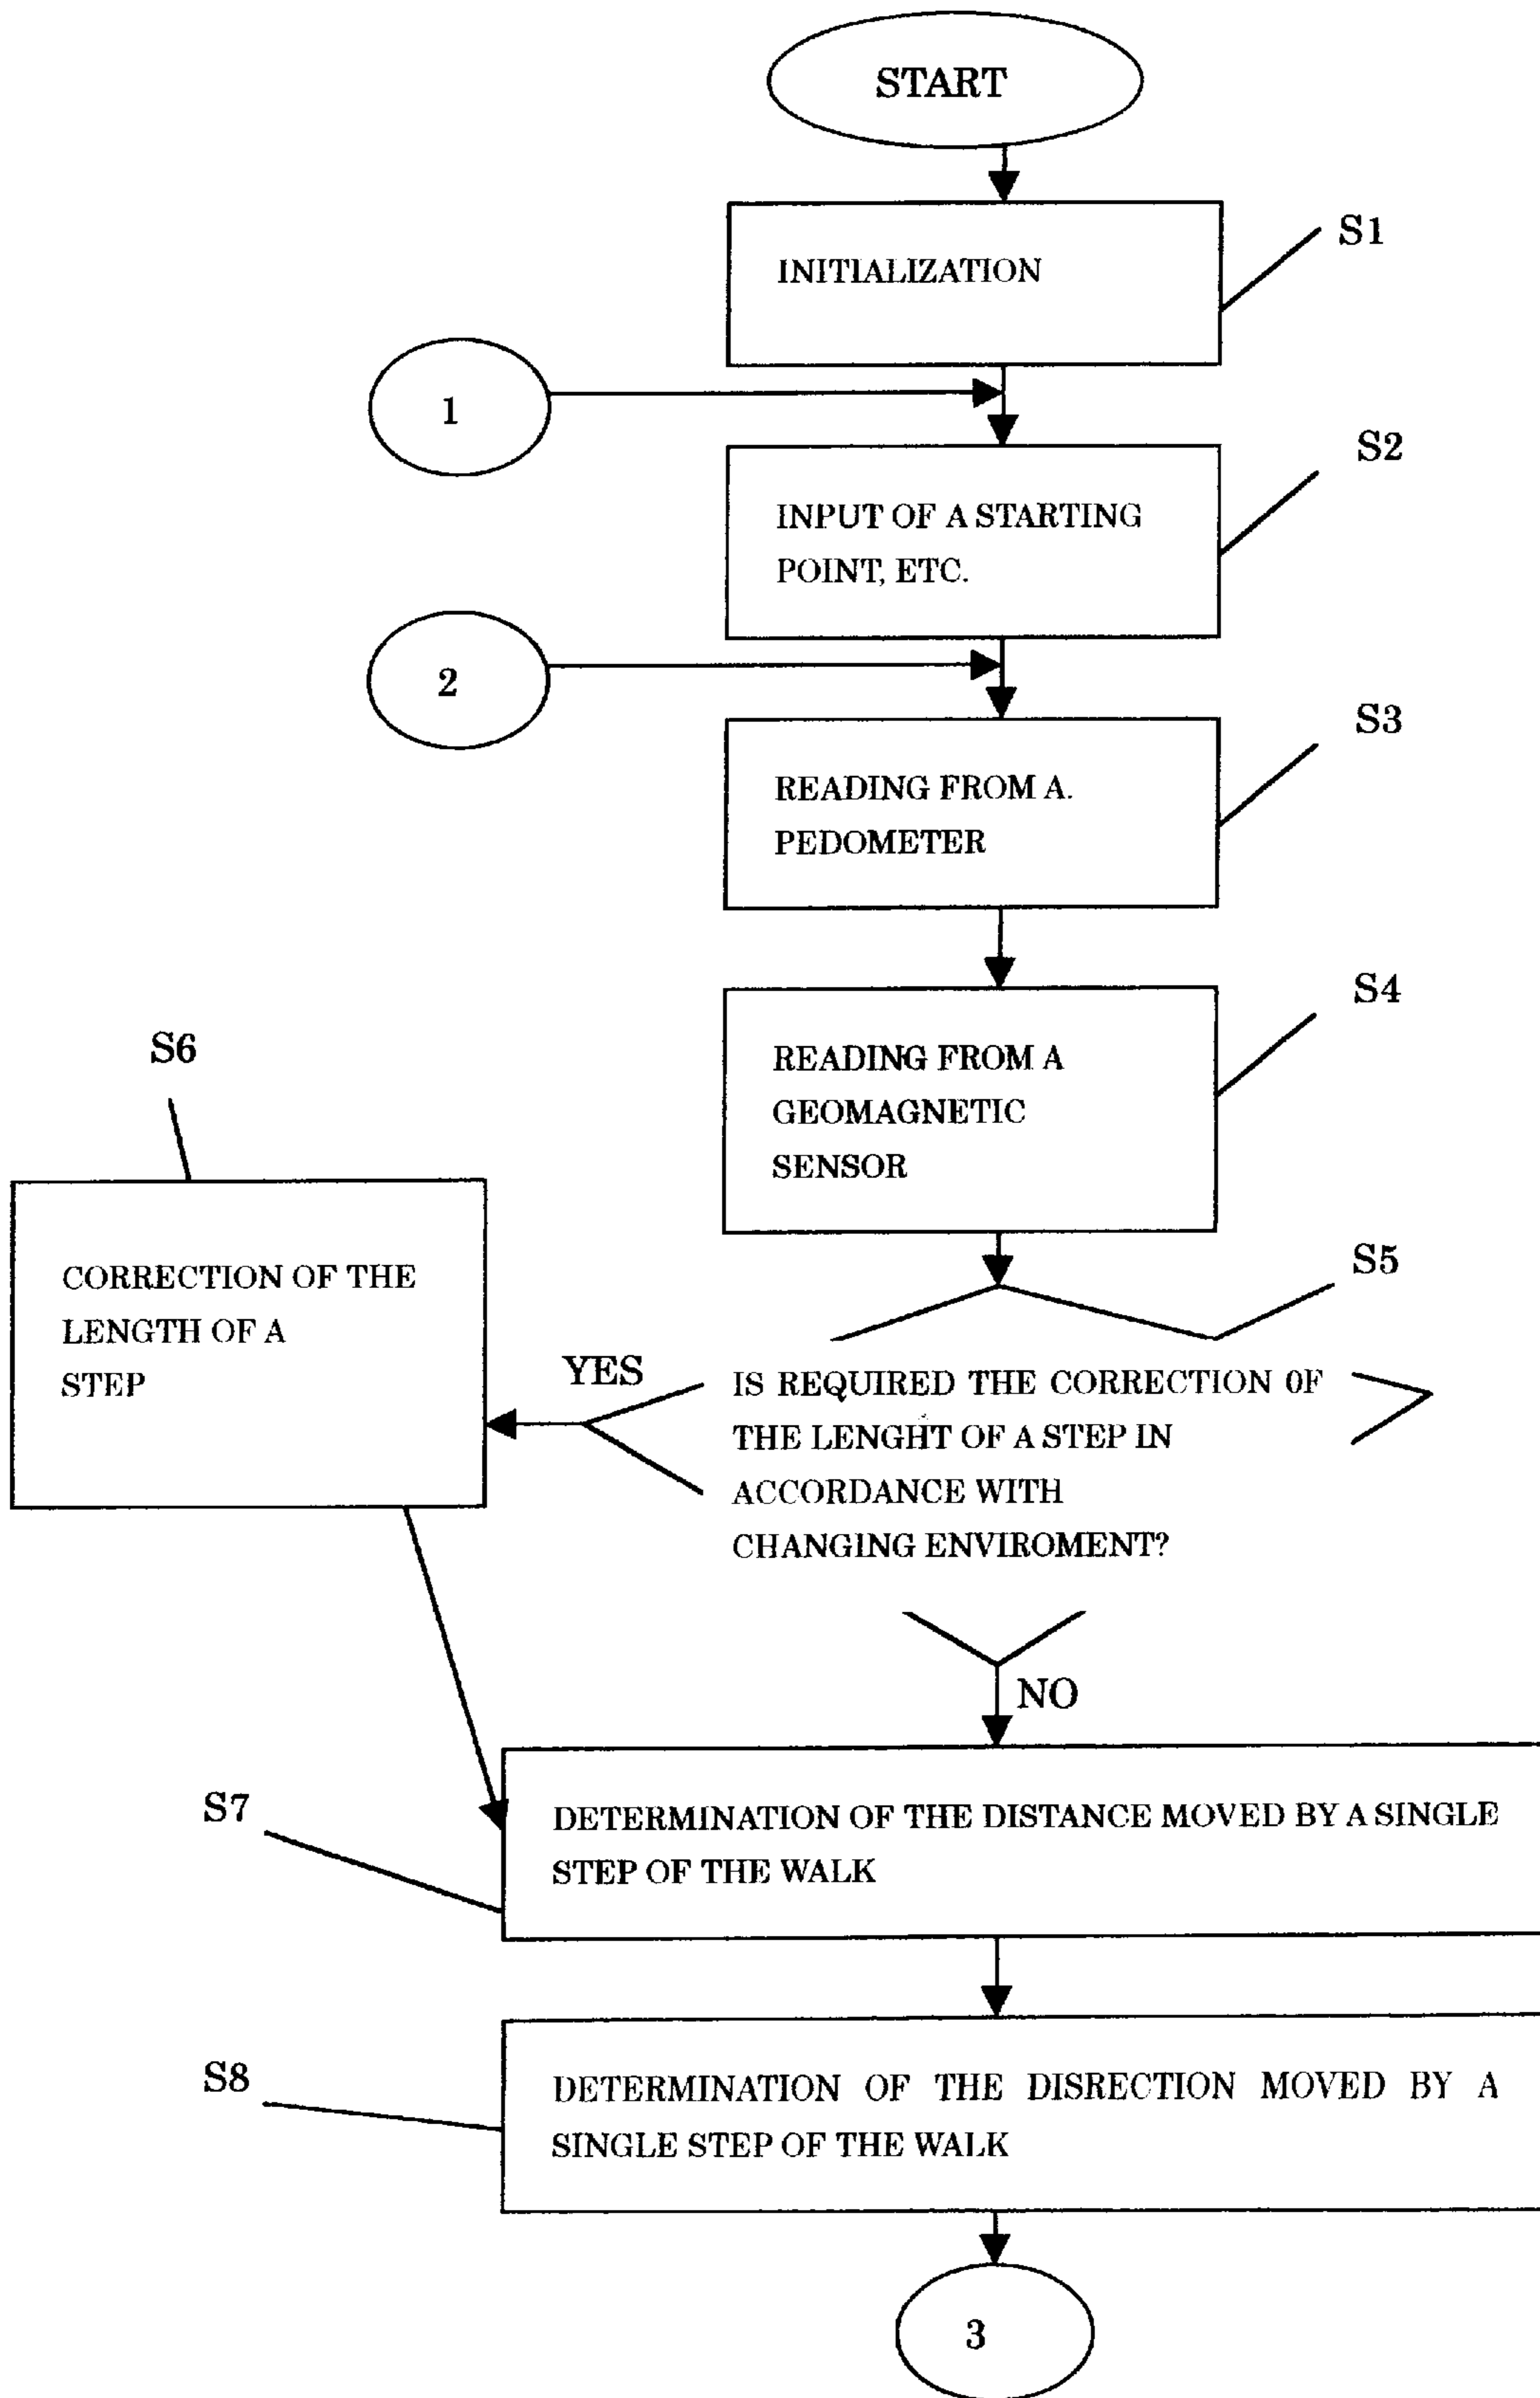 START
INITIALIZATION
S1
1
S2
INPUT OF A STARTING
POINT, ETC.
2
S3
READING FROM A.
PEDOMETER
S4
READING FROM A
GEOMAGNETIC
SENSOR
S6
CORRECTION OF THE
LENGTH OF A
STEP
S5
YES
IS REQUIRED THE CORRECTION 0F
THE LENGHT OF A STEP IN
ACCORDANCE WITH
CHANGING ENVIROMENT?
NO
S7
DETERMINATION OF THE DISTANCE MOVED BY A SINGLE
STEP OF THE WALK
S8
DETERMINATION OF THE DISRECTION MOVED BY A
SINGLE STEP OF THE WALK
3